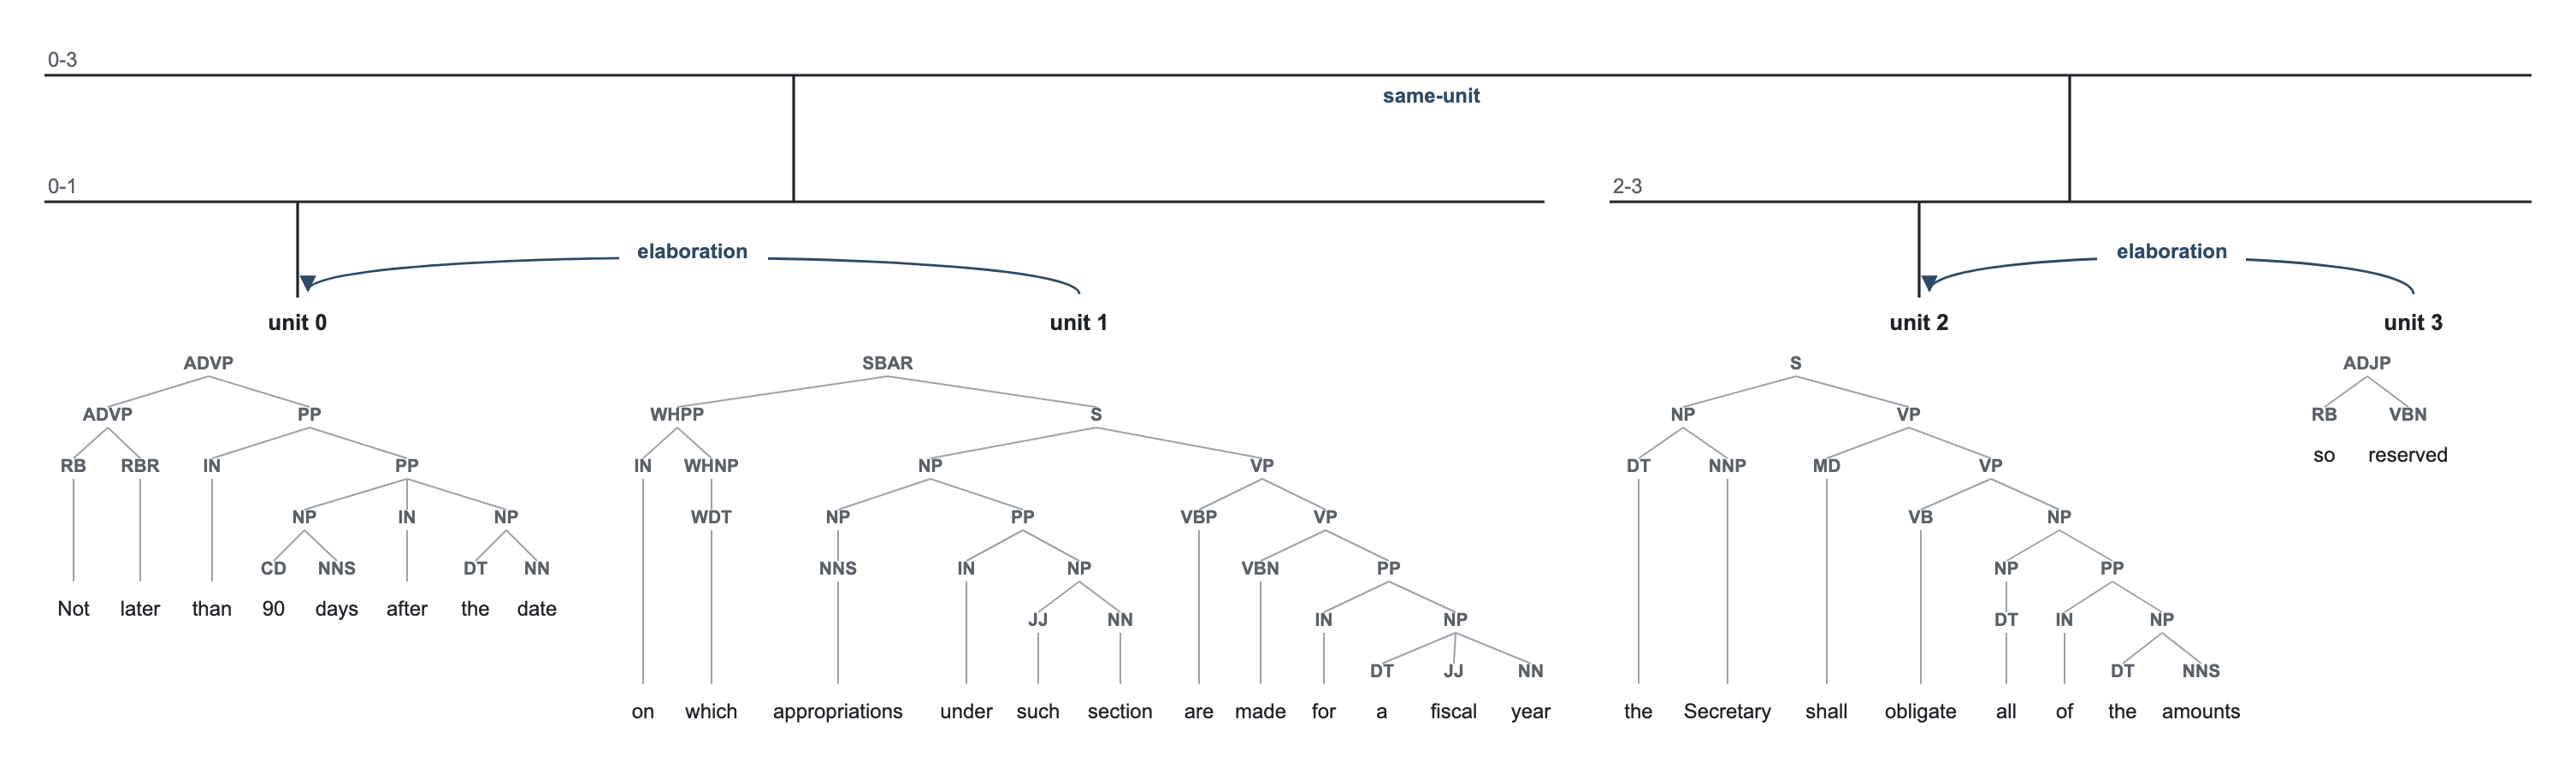 0-3
same-unit
0-1 2-3
elaboration elaboration
unit 0 unit 1 unit 2 unit 3
ADVP SBAR S ADJP
ADVP PP WHPP S NP VP RB VBN
so reserved
RB RBR IN PP IN WHNP NP VP DT NNP MD VP
NP IN NP WDT NP PP VBP VP VB NP
CD NNS DT NN NNS IN NP VBN PP NP PP
Not later than 90 days after the date
JJ NN IN NP DT IN NP
DT JJ NN DT NNS
on which appropriations under such section are made for a fiscal year the Secretary shall obligate all of the amounts